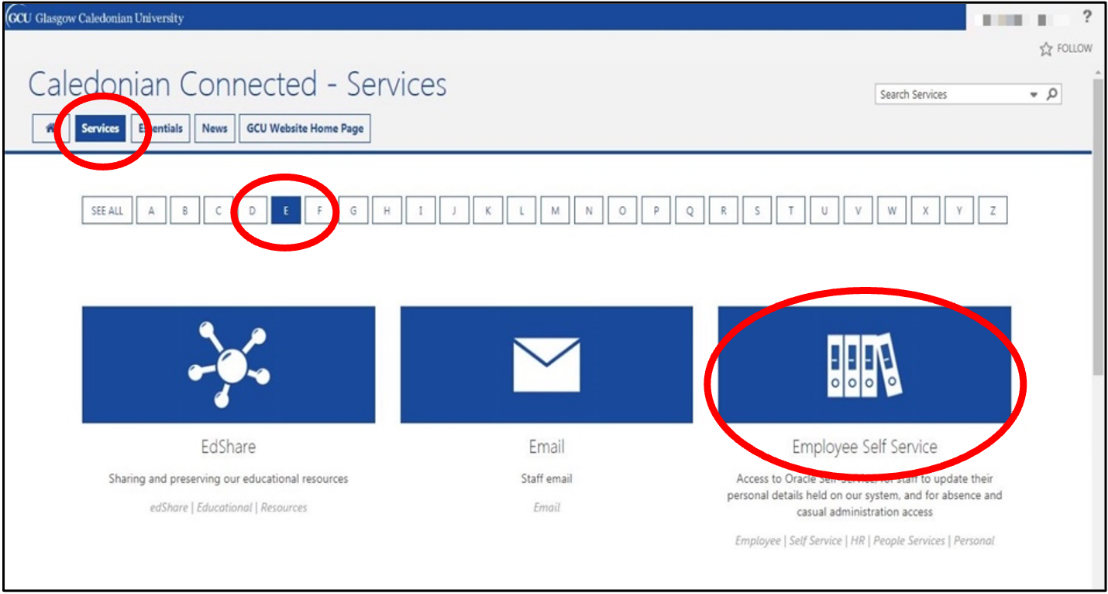 GCU Glasgow Caledonian University
?
FOLLOW
Caledonian Connected - Services
Search Services
Services Essentials News GCU Website Home Page
SEE ALL A B C D E F G H I J K L M N O P Q R S T U V W X Y Z
EdShare
Sharing and preserving our educational resources
edShare | Educational | Resources
Email
Staff email
Email
Employee Self Service
Access to Oracle Self-Service for staff to update their
personal details held on our system, and for absence and
casual administration access
Employee | Self Service | HR | People Services | Personal